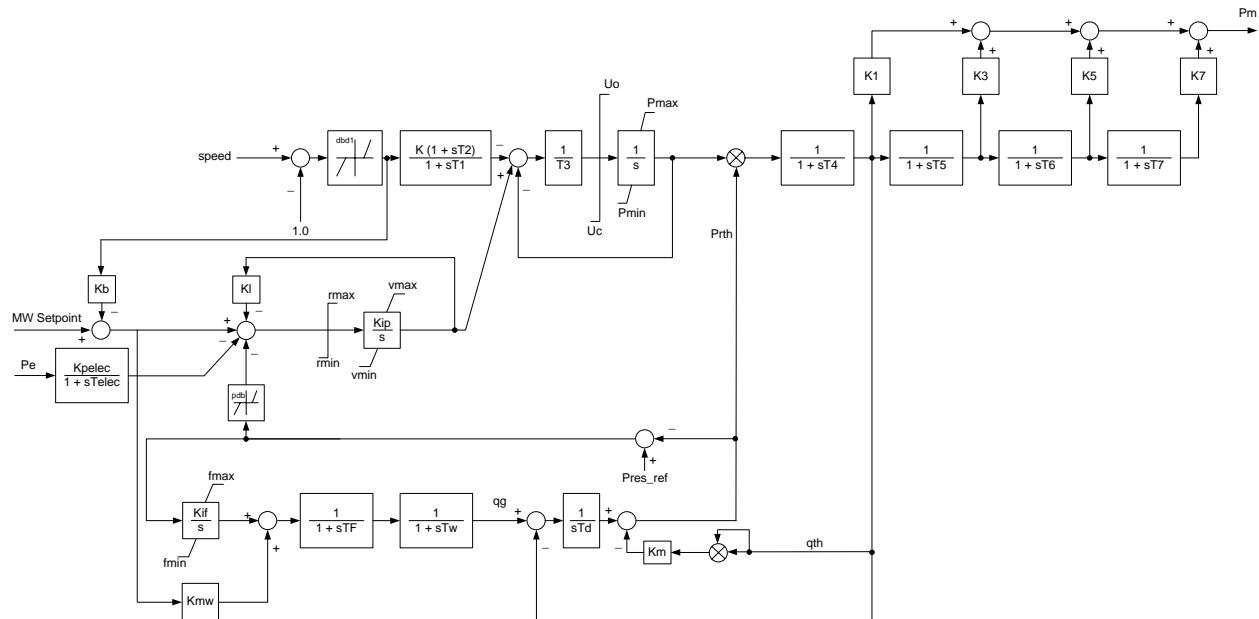 Pm
K1
K3
K5
K7
Uo
Pmax
dbd1
speed
+
−
1.0
K (1 + sT2)
1 + sT1
−
+
−
1
T3
1
s
Uc
Pmin
1
1 + sT4
1
1 + sT5
1
1 + sT6
1
1 + sT7
+
+
+
+
+
+
Prth
Kb
Kl
−
−
MW Setpoint
+
+
−
−
rmax
rmin
vmax
Kip
s
vmin
Pe
Kpelec
1 + sTelec
pdb
−
+
Pres_ref
fmax
Kif
s
fmin
+
+
1
1 + sTF
1
1 + sTw
qg
+
−
1
sTd
+
−
Km
qth
Kmw